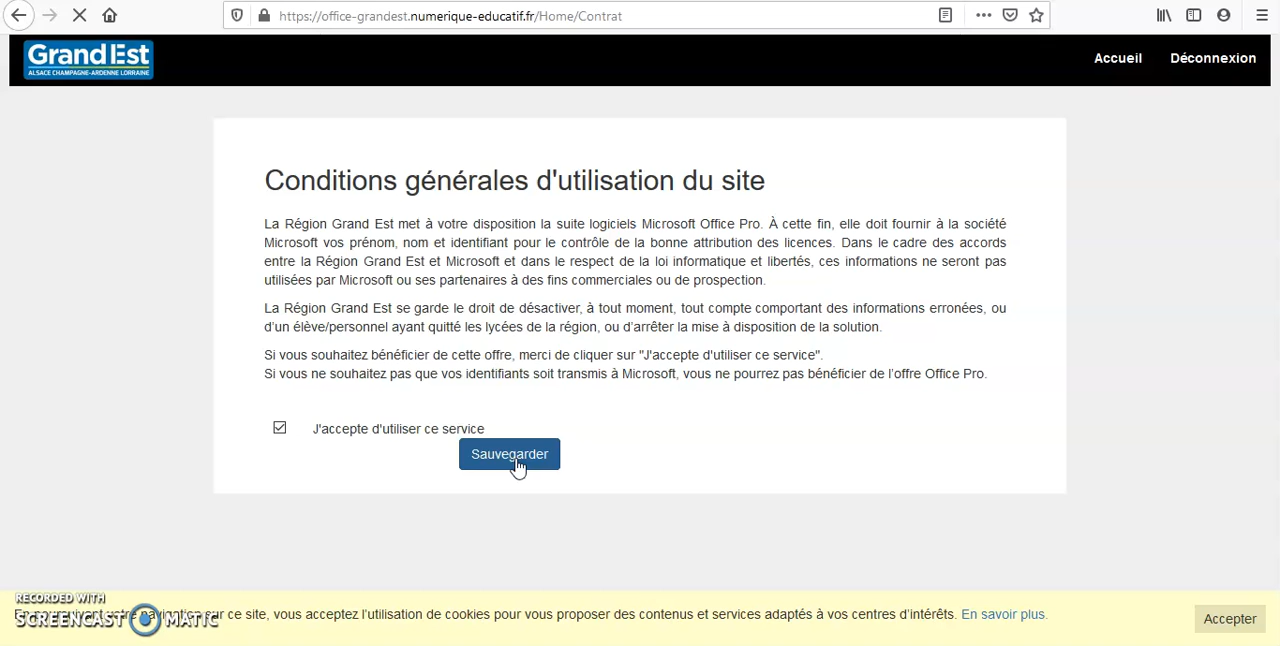 https://office-grandest.numerique-educatif.fr/Home/Contrat
Grand Est
ALSACE CHAMPAGNE-ARDENNE LORRAINE
Accueil
Déconnexion
Conditions générales d'utilisation du site
La Région Grand Est met à votre disposition la suite logiciels Microsoft Office Pro. À cette fin, elle doit fournir à la société
Microsoft vos prénom, nom et identifiant pour le contrôle de la bonne attribution des licences. Dans le cadre des accords
entre la Région Grand Est et Microsoft et dans le respect de la loi informatique et libertés, ces informations ne seront pas
utilisées par Microsoft ou ses partenaires à des fins commerciales ou de prospection.
La Région Grand Est se garde le droit de désactiver, à tout moment, tout compte comportant des informations erronées, ou
d'un élève/personnel ayant quitté les lycées de la région, ou d'arrêter la mise à disposition de la solution.
Si vous souhaitez bénéficier de cette offre, merci de cliquer sur "J'accepte d'utiliser ce service".
Si vous ne souhaitez pas que vos identifiants soit transmis à Microsoft, vous ne pourrez pas bénéficier de l'offre Office Pro.
J'accepte d'utiliser ce service
Sauvegarder
RECORDED WITH
En poursuivant votre navigation sur ce site, vous acceptez l'utilisation de cookies pour vous proposer des contenus et services adaptés à vos centres d'intérêts. En savoir plus.
SCREENCAST MATIC
Accepter